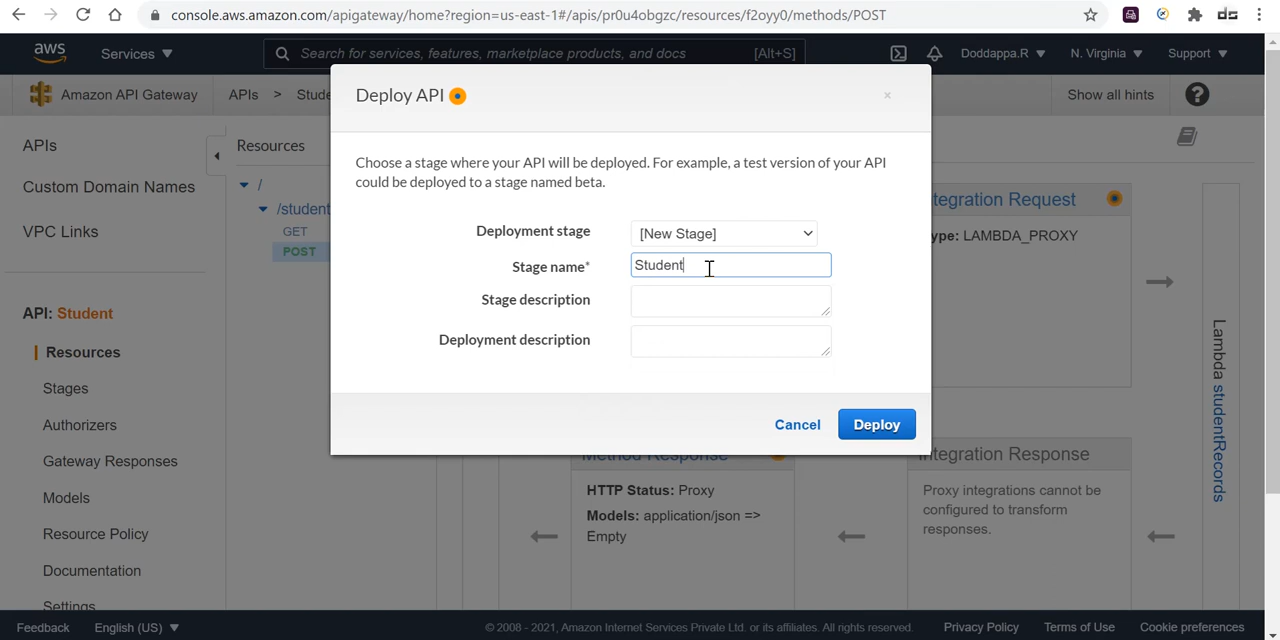 console.aws.amazon.com/apigateway/home?region=us-east-1#/apis/pr0u4obgzc/resources/f2oyy0/methods/POST
aws
Services
Search for services, features, marketplace products, and docs
[Alt+S]
Doddappa.R
N. Virginia
Support
Amazon API Gateway
APIs
>
Stude
Show all hints
?
Deploy API
×
Choose a stage where your API will be deployed. For example, a test version of your API
could be deployed to a stage named beta.
Deployment stage
[New Stage]
Stage name*
Student
Stage description
Deployment description
Cancel
Deploy
APIs
Custom Domain Names
VPC Links
API: Student
Resources
Stages
Authorizers
Gateway Responses
Models
Resource Policy
Documentation
Settings
Resources
/
/student
GET
POST
ntegration Request
ype: LAMBDA_PROXY
Lambda studentRecords
Method Response
HTTP Status: Proxy
Models: application/json =>
Empty
Integration Response
Proxy integrations cannot be
configured to transform
responses.
Feedback
English (US)
© 2008 - 2021, Amazon Internet Services Private Ltd. or its affiliates. All rights reserved.
Privacy Policy
Terms of Use
Cookie preferences